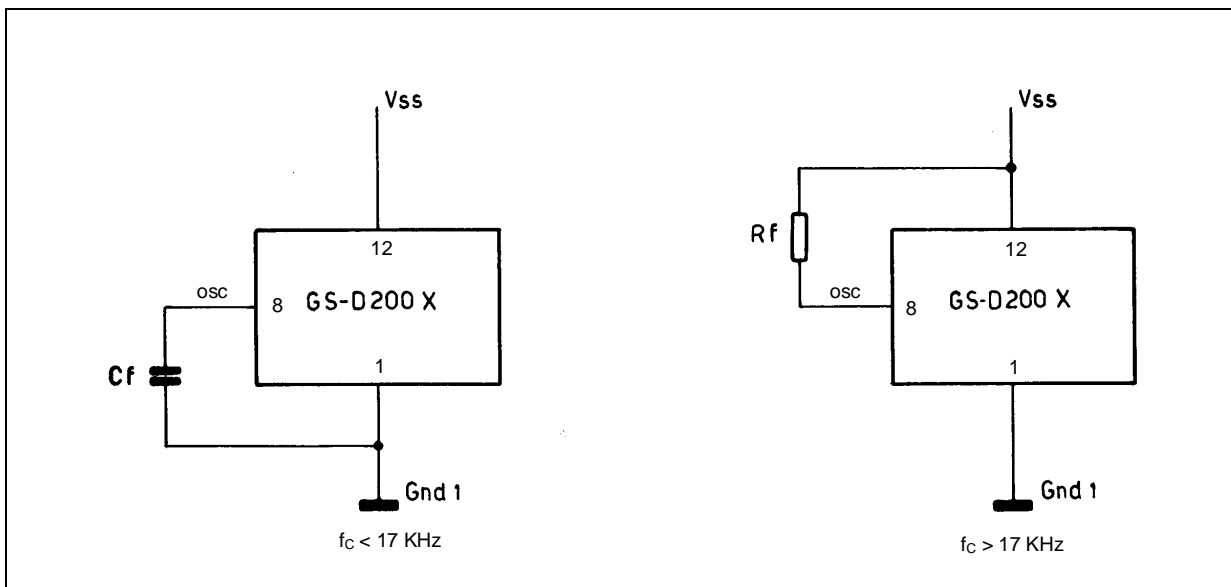 Vss
12
osc
8
GS-D200 X
1
Cf
Gnd 1
fC < 17 KHz
Vss
Rf
12
osc
8
GS-D200 X
1
Gnd 1
fC > 17 KHz